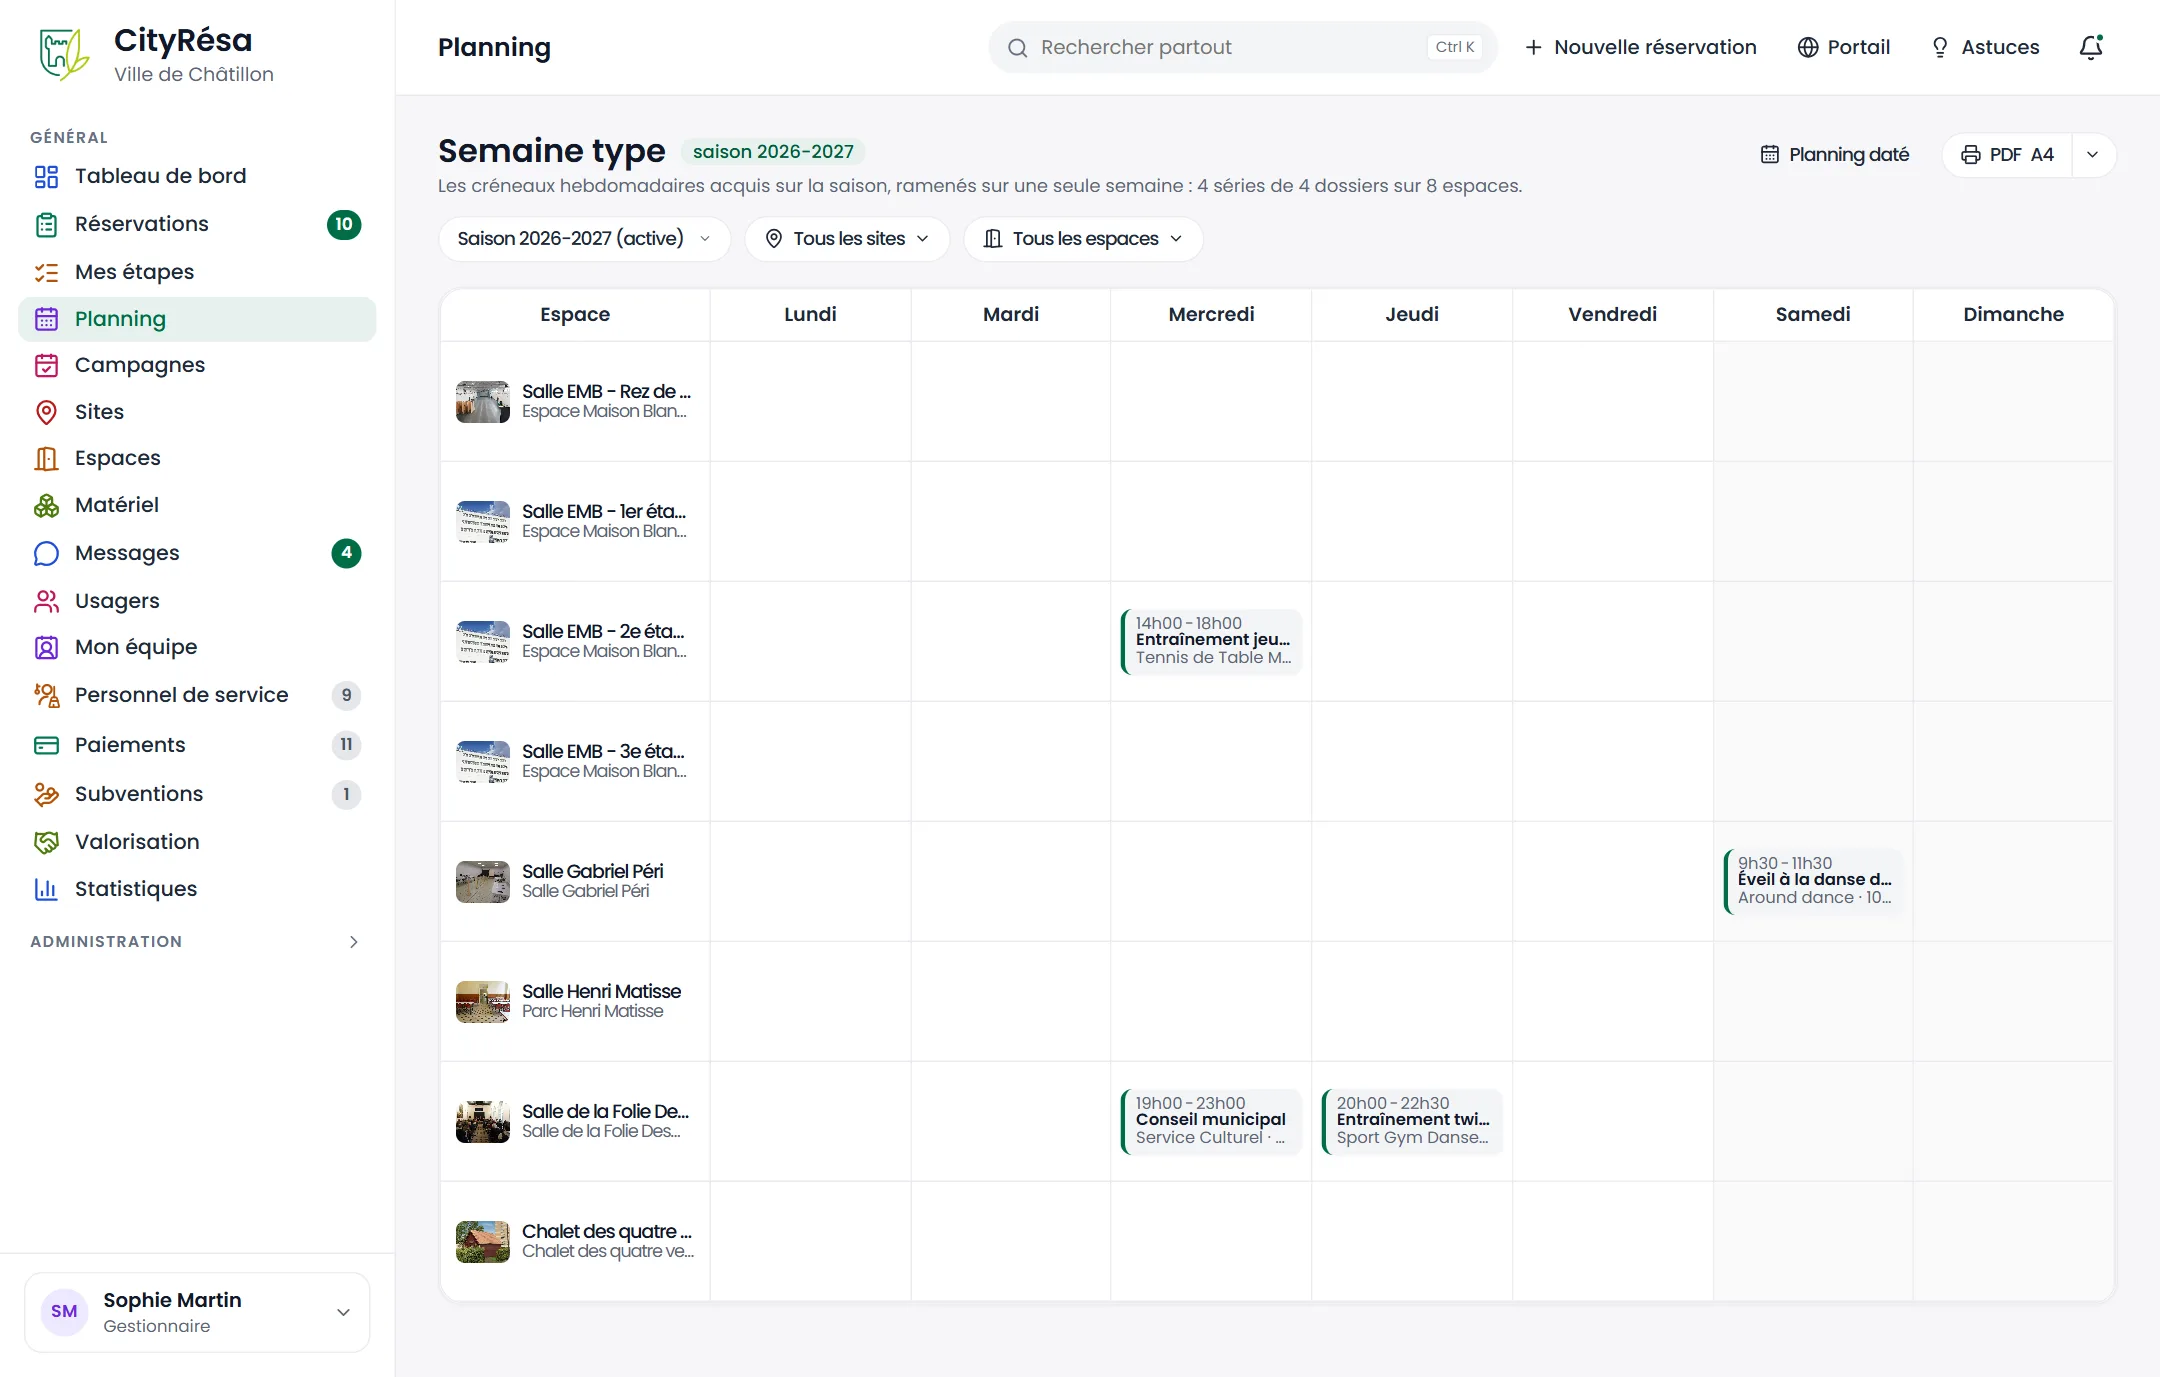 CityRésa
Ville de Châtillon
GÉNÉRAL
Tableau de bord
Réservations 10
Mes étapes
Planning
Campagnes
Sites
Espaces
Matériel
Messages 4
Usagers
Mon équipe
Personnel de service 9
Paiements 11
Subventions 1
Valorisation
Statistiques
ADMINISTRATION
Sophie Martin
SM
Gestionnaire
Planning
Rechercher partout Ctrl K
Nouvelle réservation
Portail
Astuces
Semaine type saison 2026-2027
Les créneaux hebdomadaires acquis sur la saison, ramenés sur une seule semaine : 4 séries de 4 dossiers sur 8 espaces.
Planning daté
PDF A4
Saison 2026-2027 (active)
Tous les sites
Tous les espaces
Espace Lundi Mardi Mercredi Jeudi Vendredi Samedi Dimanche
Salle EMB - Rez de ...
Espace Maison Blan...
Salle EMB - 1er éta...
Espace Maison Blan...
Salle EMB - 2e éta...
Espace Maison Blan...
14h00 - 18h00
Entraînement jeu...
Tennis de Table M...
Salle EMB - 3e éta...
Espace Maison Blan...
Salle Gabriel Péri
Salle Gabriel Péri
9h30 - 11h30
Éveil à la danse d...
Around dance · 10...
Salle Henri Matisse
Parc Henri Matisse
Salle de la Folie De...
Salle de la Folie Des...
19h00 - 23h00
Conseil municipal
Service Culturel · ...
20h00 - 22h30
Entraînement twi...
Sport Gym Danse...
Chalet des quatre ...
Chalet des quatre ve...